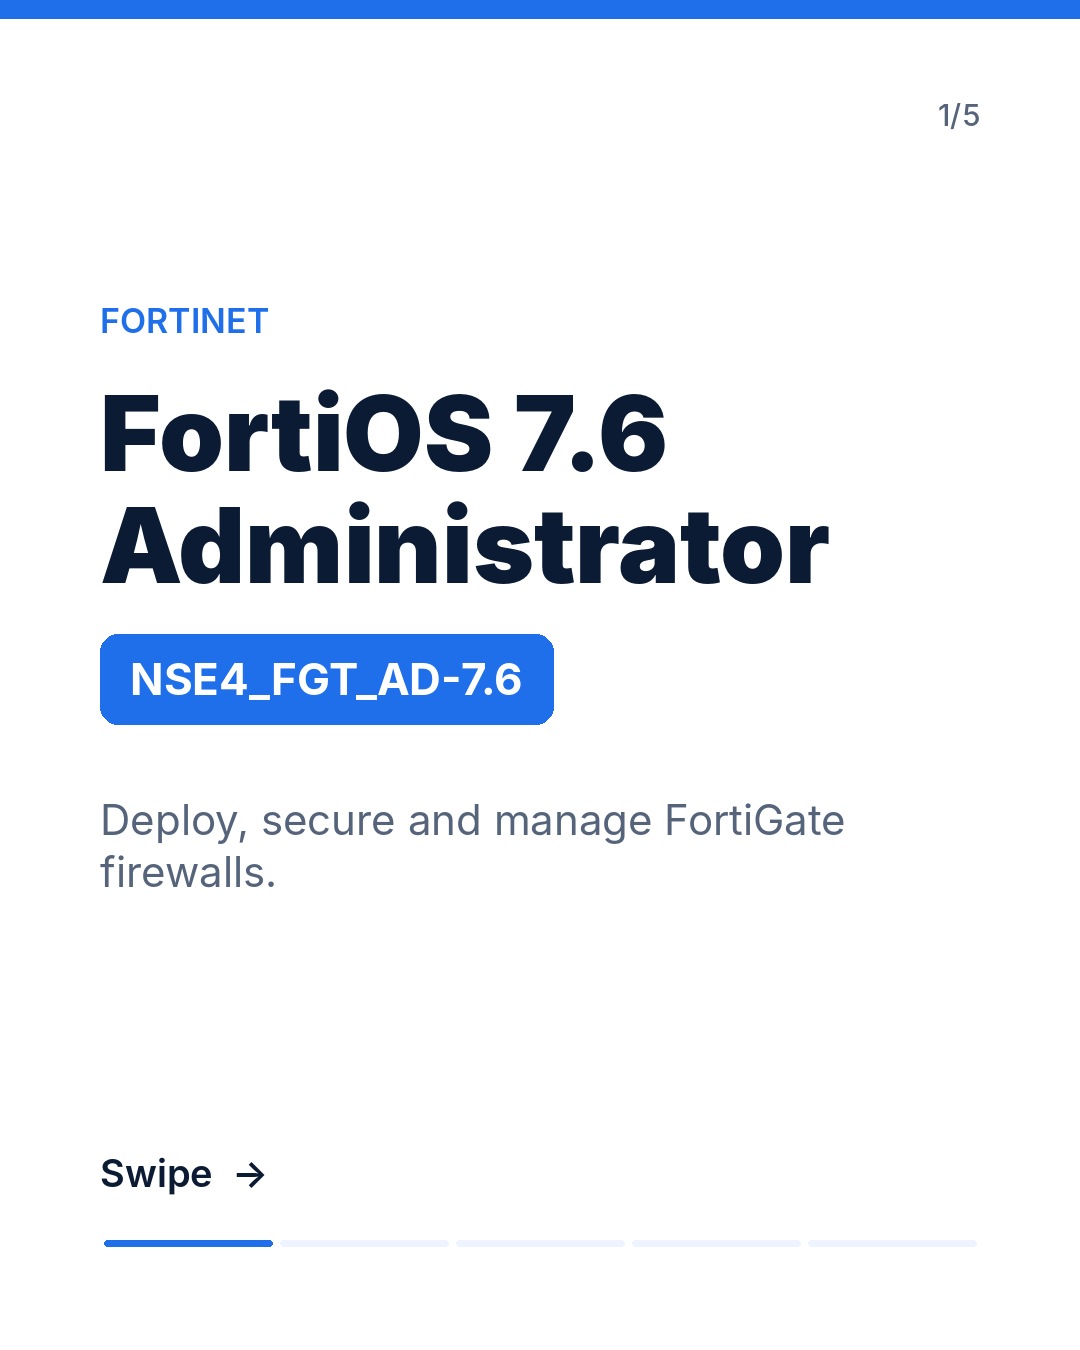 1/5
FORTINET
FortiOS 7.6
Administrator
NSE4_FGT_AD-7.6
Deploy, secure and manage FortiGate
firewalls.
Swipe →